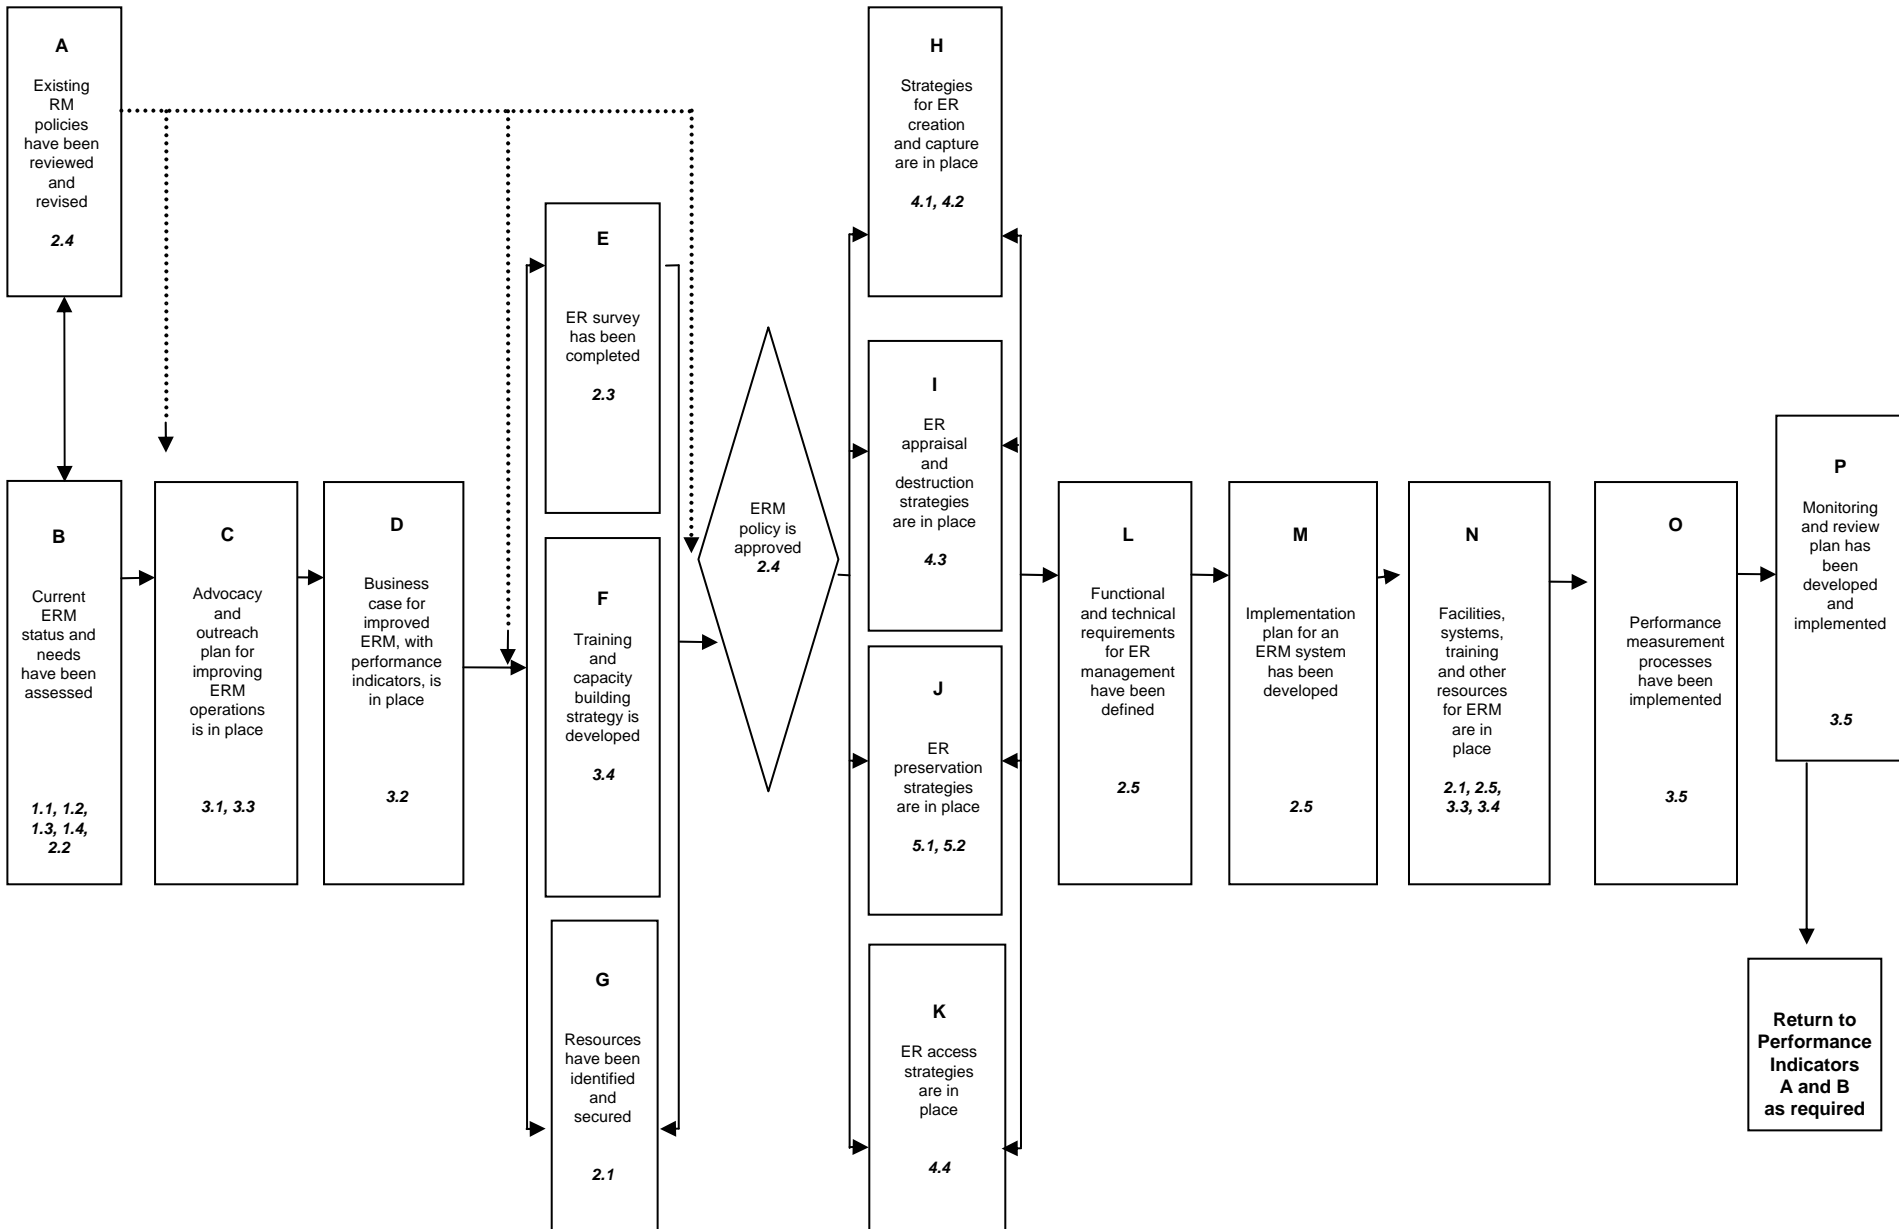 A
Existing
RM
policies
have been
reviewed
and
revised
2.4
B
Current
ERM
status and
needs
have been
assessed
1.1, 1.2,
1.3, 1.4,
2.2
C
Advocacy
and
outreach
plan for
improving
ERM
operations
is in place
3.1, 3.3
D
Business
case for
improved
ERM, with
performance
indicators, is
in place
3.2
E
ER survey
has been
completed
2.3
F
Training
and
capacity
building
strategy is
developed
3.4
G
Resources
have been
identified
and
secured
2.1
ERM
policy is
approved
2.4
H
Strategies
for ER
creation
and capture
are in place
4.1, 4.2
I
ER
appraisal
and
destruction
strategies
are in place
4.3
J
ER
preservation
strategies
are in place
5.1, 5.2
K
ER access
strategies
are in
place
4.4
L
Functional
and technical
requirements
for ER
management
have been
defined
2.5
M
Implementation
plan for an
ERM system
has been
developed
2.5
N
Facilities,
systems,
training
and other
resources
for ERM
are in
place
2.1, 2.5,
3.3, 3.4
O
Performance
measurement
processes
have been
implemented
3.5
P
Monitoring
and review
plan has
been
developed
and
implemented
3.5
Return to
Performance
Indicators
A and B
as required